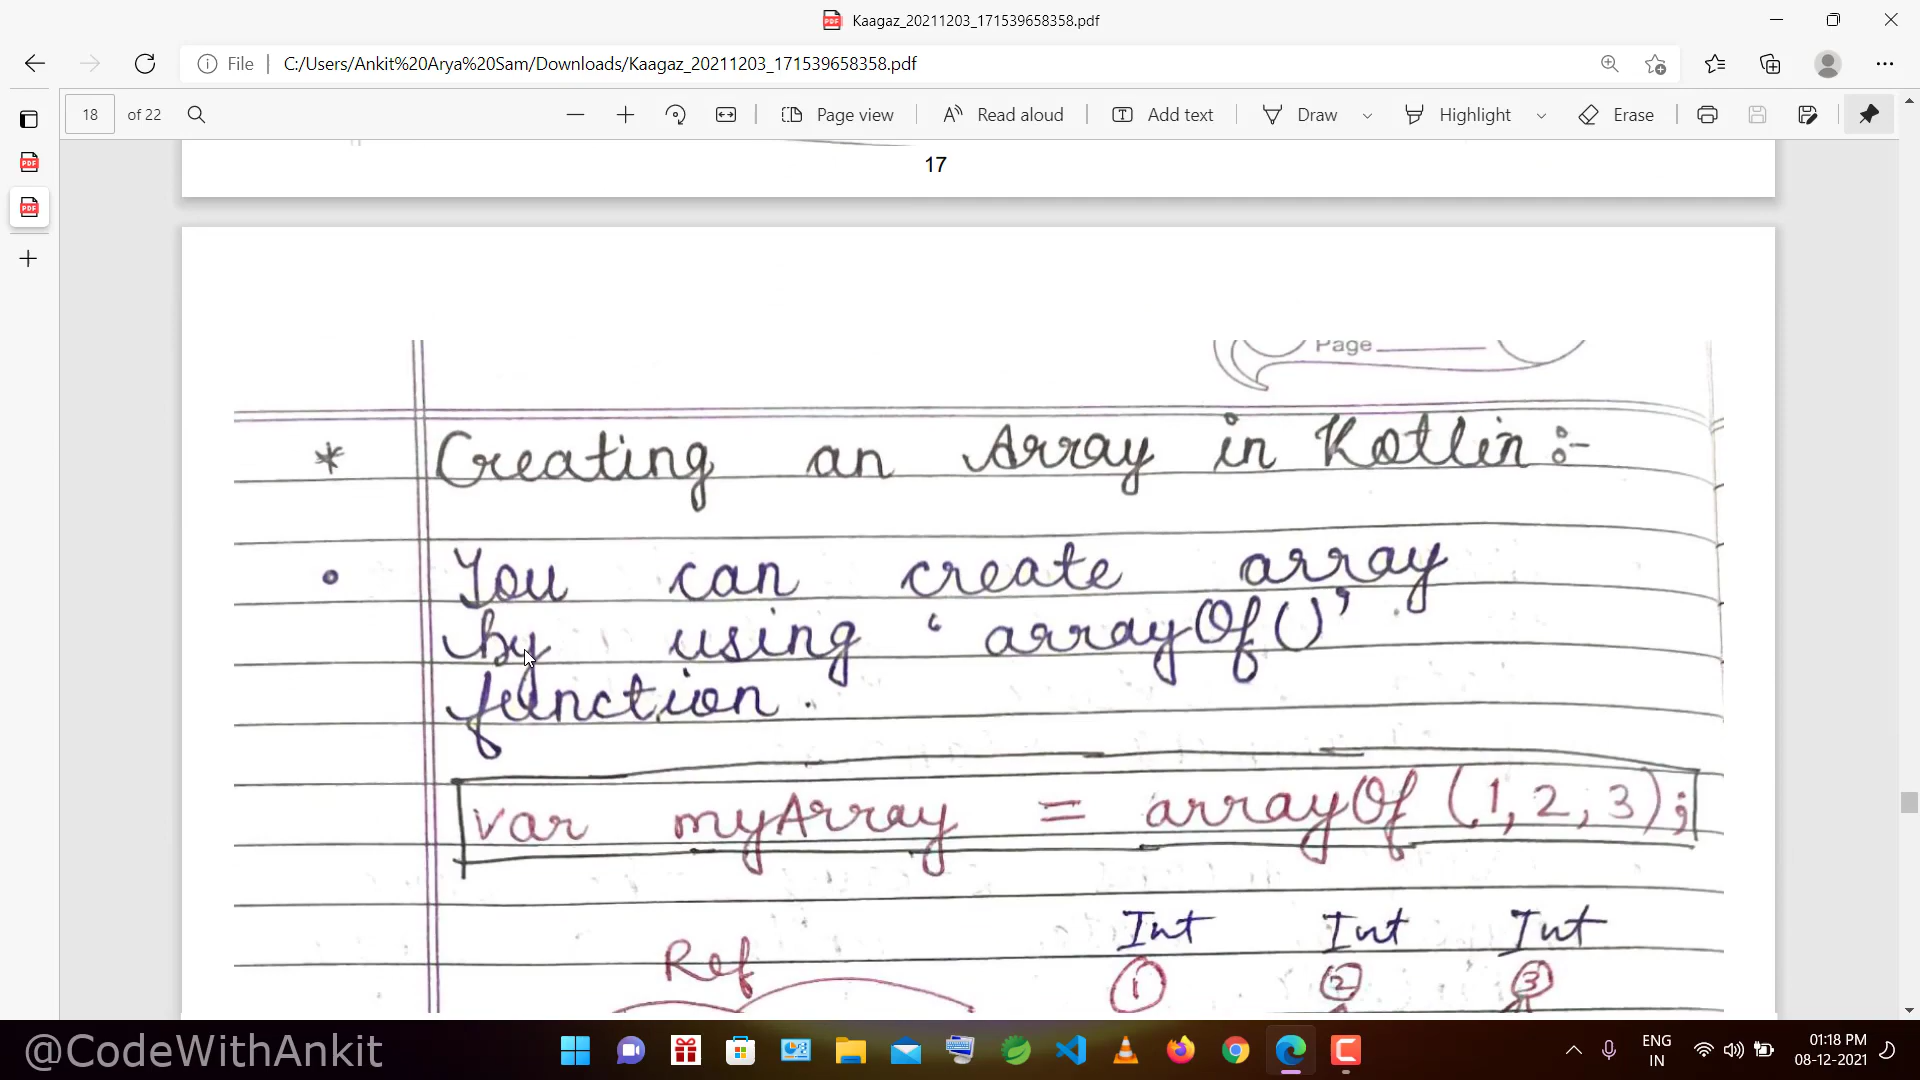 Kaagaz_20211203_171539658358.pdf
File C:/Users/Ankit%20Arya%20Sam/Downloads/Kaagaz_20211203_171539658358.pdf
18 of 22 Page view Read aloud Add text Draw Highlight Erase
17
Page
* Creating an Array in Kotlin :-
• You can create array
by using 'arrayOf()'
function.
var myArray = arrayOf (1, 2, 3);
Int Int Int
Ref
1 2 3
@CodeWithAnkit
ENG
IN
01:18 PM
08-12-2021